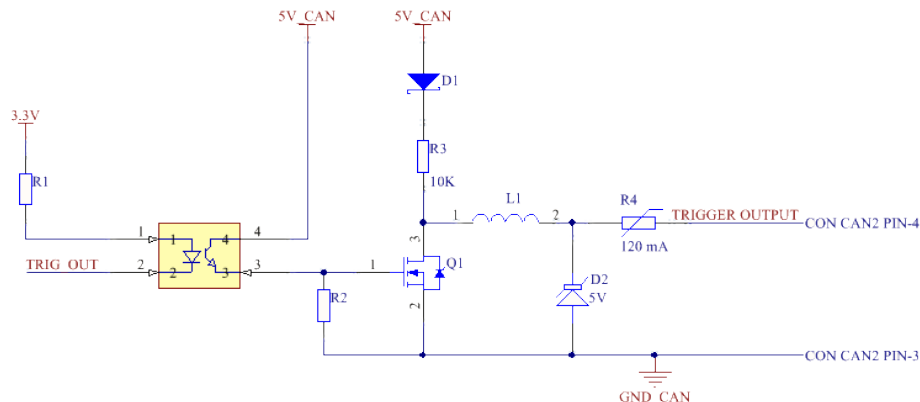 5V_CAN
5V_CAN
D1
3.3V
R3
10K
R1
L1
R4
1
2
TRIGGER OUTPUT
CON CAN2 PIN-4
120 mA
1
1
4
4
3
TRIG_OUT
2
2
3
3
1
Q1
D2
5V
R2
2
CON CAN2 PIN-3
GND_CAN